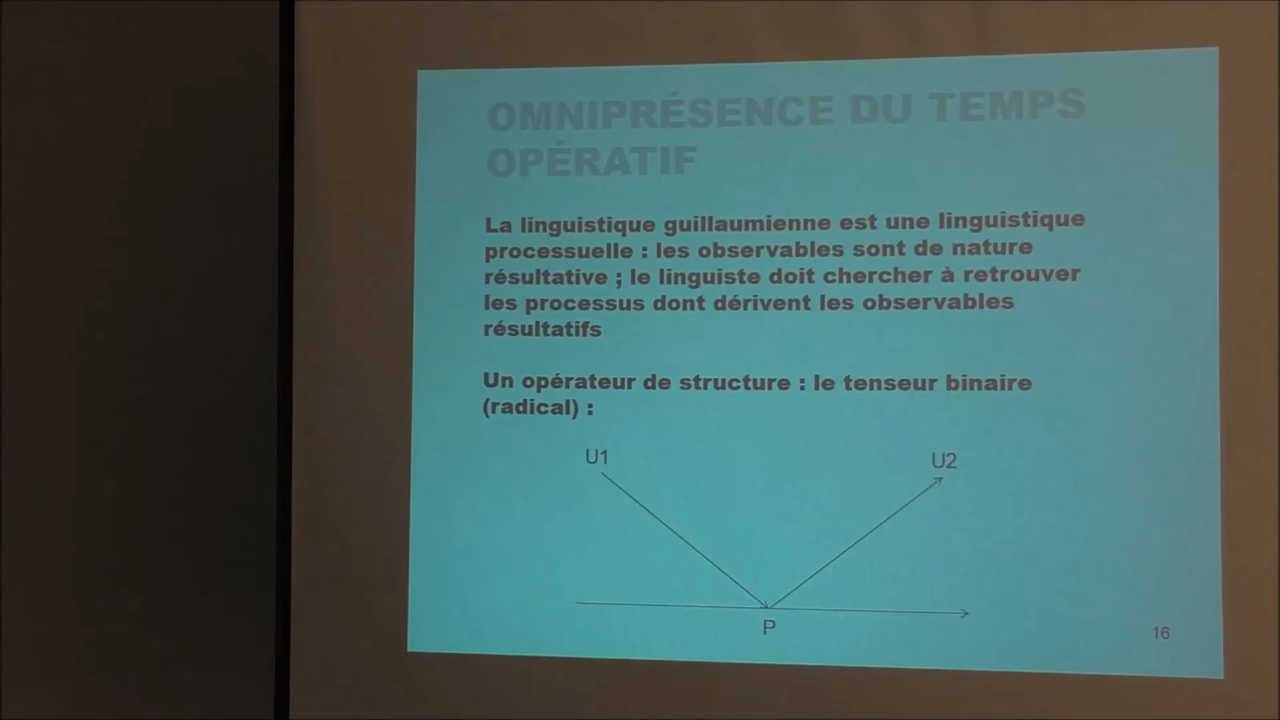 OMNIPRÉSENCE DU TEMPS
OPÉRATIF
La linguistique guillaumienne est une linguistique
processuelle : les observables sont de nature
résultative ; le linguiste doit chercher à retrouver
les processus dont dérivent les observables
résultatifs
Un opérateur de structure : le tenseur binaire
(radical) :
U1
U2
P
16